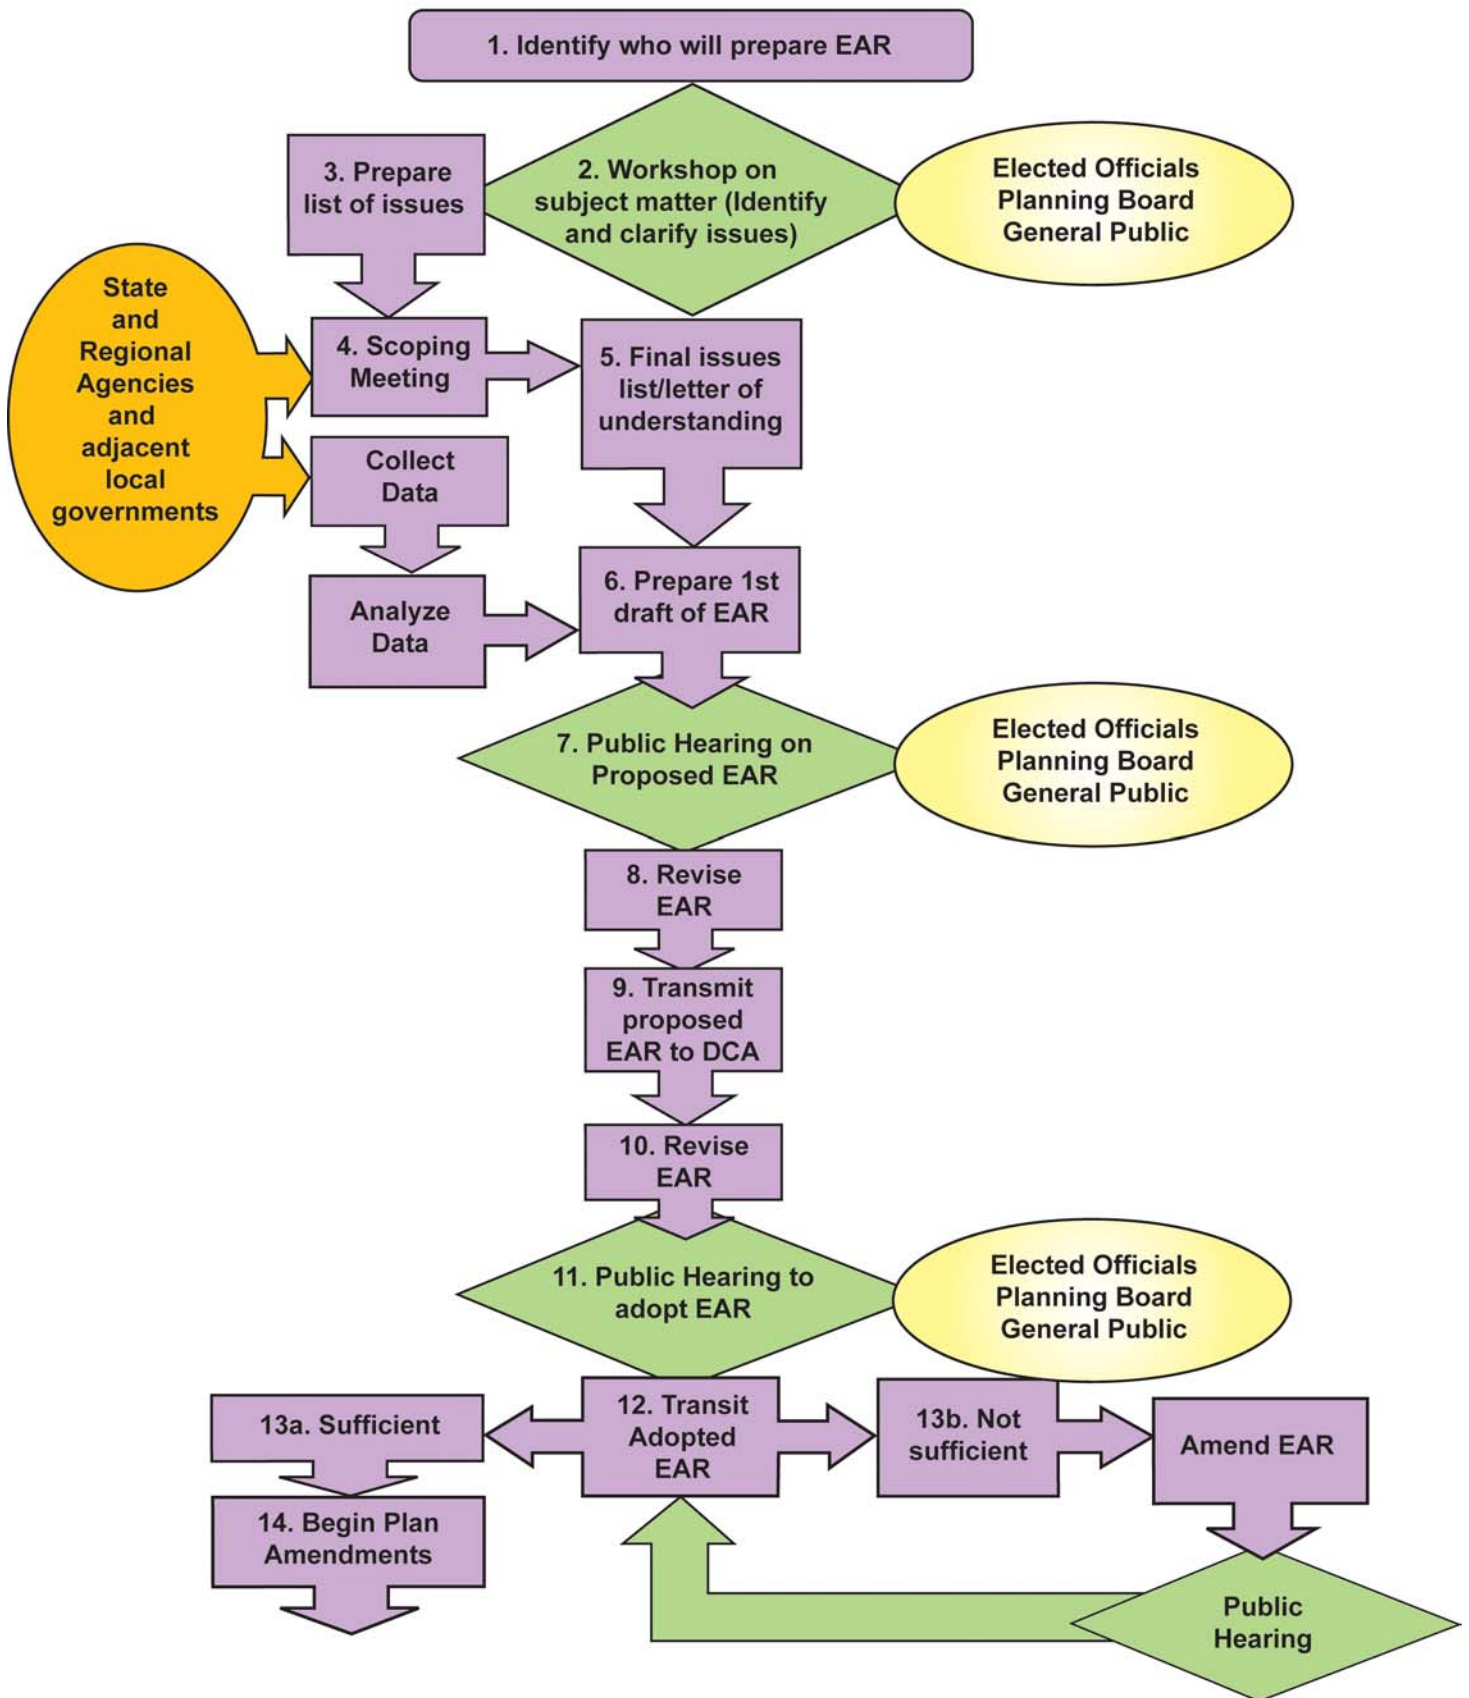 1. Identify who will prepare EAR
2. Workshop on
subject matter (Identify
and clarify issues)
Elected Officials
Planning Board
General Public
3. Prepare
list of issues
State
and
Regional
Agencies
and
adjacent
local
governments
4. Scoping
Meeting
5. Final issues
list/letter of
understanding
Collect
Data
Analyze
Data
6. Prepare 1st
draft of EAR
7. Public Hearing on
Proposed EAR
Elected Officials
Planning Board
General Public
8. Revise
EAR
9. Transmit
proposed
EAR to DCA
10. Revise
EAR
11. Public Hearing to
adopt EAR
Elected Officials
Planning Board
General Public
13a. Sufficient
12. Transit
Adopted
EAR
13b. Not
sufficient
Amend EAR
14. Begin Plan
Amendments
Public
Hearing